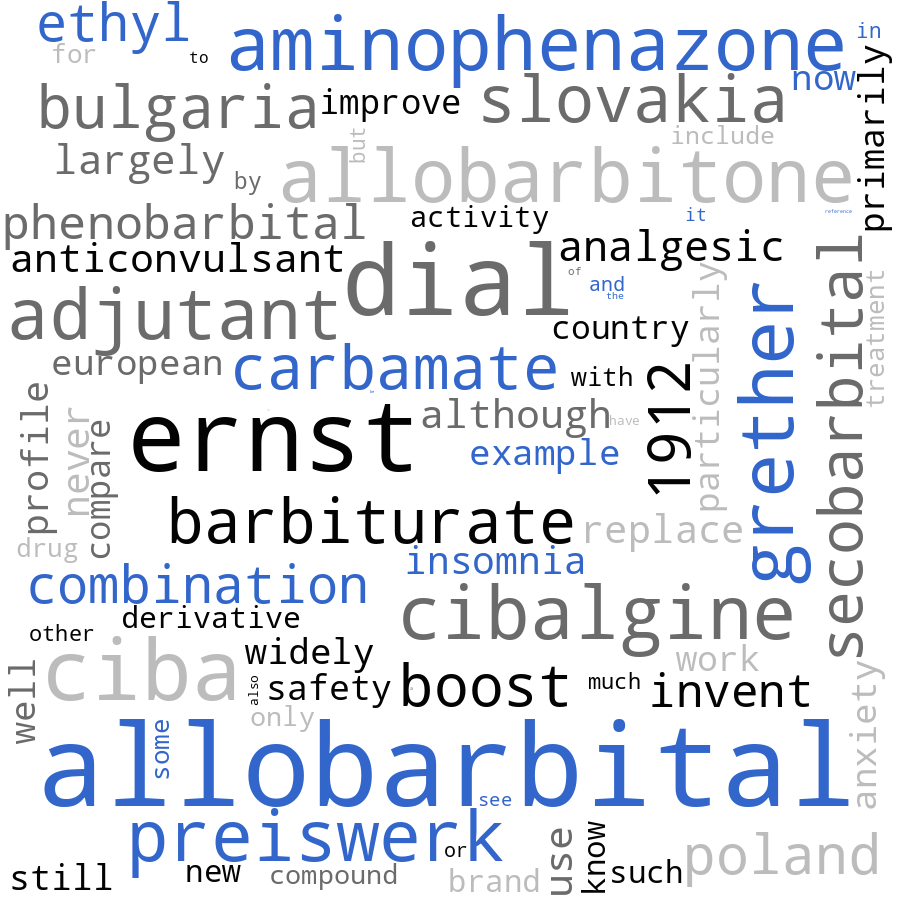 ethyl
for
to
aminophenazone
in
now
primarily
bulgaria
improve
slovakia
largely
by
but
include
allobarbitone
phenobarbital
activity
it
reference
anticonvulsant
dial
of
and
the
analgesic
adjutant
country
particularly
grether
secobarbital
treatment
european
carbamate
with
1912
profile
never
compare
ernst
although
have
example
drug
barbiturate
replace
combination
insomnia
derivative
other
cibalgine
well
ciba
widely
also
safety
only
boost
work
much
invent
anxiety
allobarbital
some
see
preiswerk
or
still
new
compound
brand
use
know
such
poland